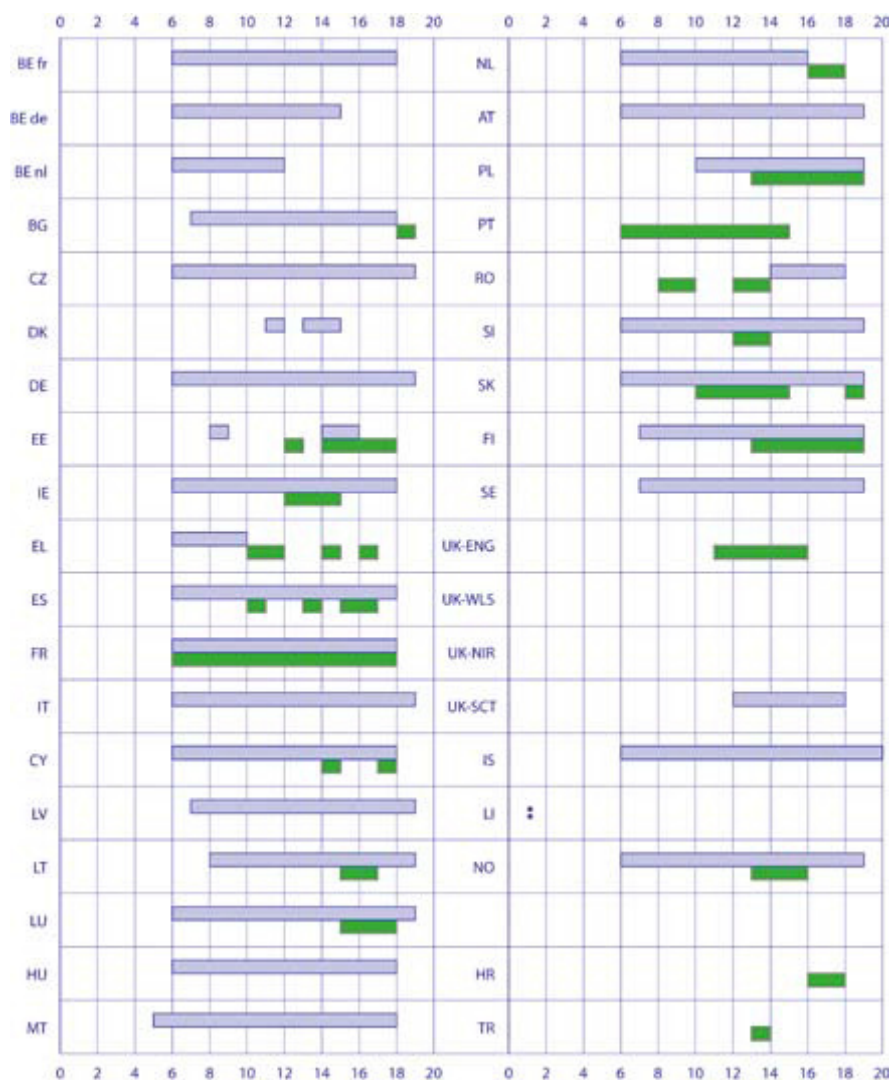 0 2 4 6 8 10 12 14 16 18 20 0 2 4 6 8 10 12 14 16 18 20
BE fr NL
BE de AT
BE nl PL
BG PT
CZ RO
DK SI
DE SK
EE FI
IE SE
EL UK-ENG
ES UK-WLS
FR UK-NIR
IT UK-SCT
CY IS
LV LI :
LT NO
LU
HU HR
MT TR
0 2 4 6 8 10 12 14 16 18 20 0 2 4 6 8 10 12 14 16 18 20